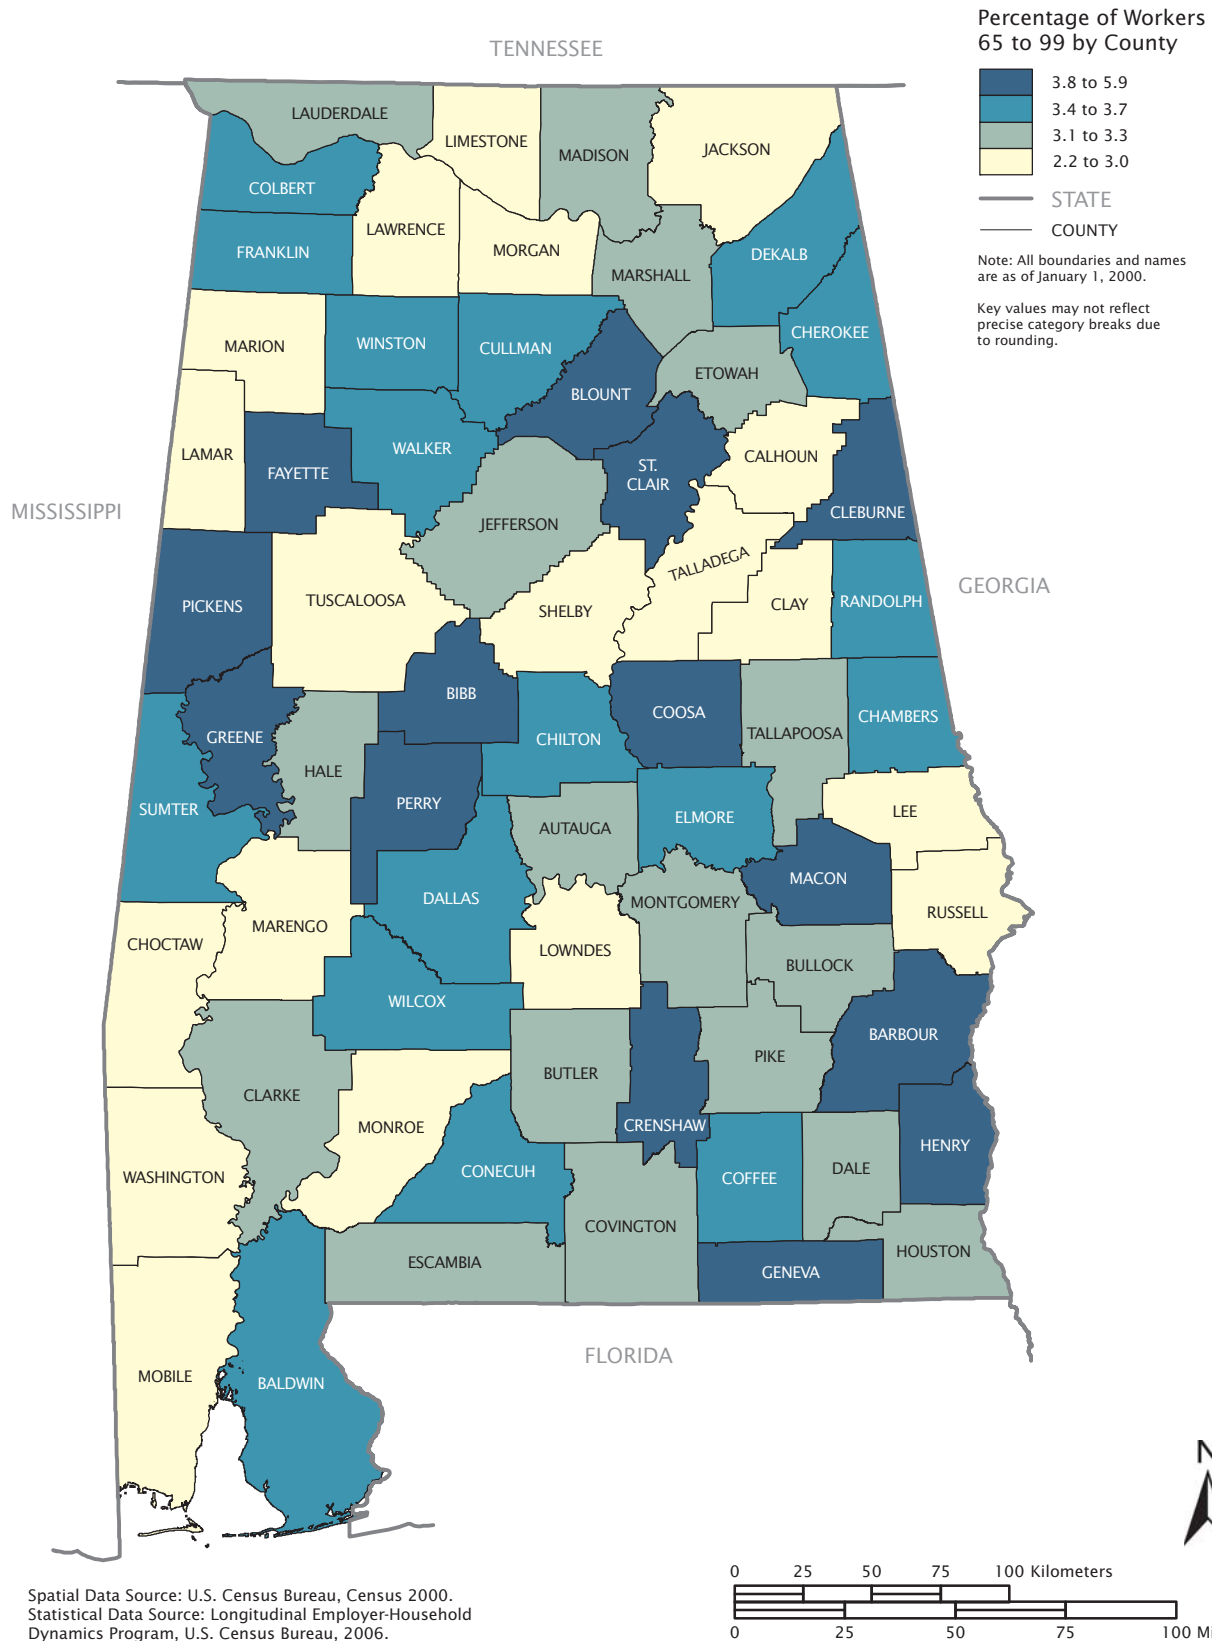 Percentage of Workers
65 to 99 by County
3.8 to 5.9
3.4 to 3.7
3.1 to 3.3
2.2 to 3.0
STATE
COUNTY
Note: All boundaries and names
are as of January 1, 2000.
Key values may not reflect
precise category breaks due
to rounding.
TENNESSEE
LAUDERDALE
LIMESTONE
MADISON
JACKSON
COLBERT
LAWRENCE
FRANKLIN
MORGAN
DEKALB
MARSHALL
CHEROKEE
MARION
WINSTON
CULLMAN
ETOWAH
BLOUNT
LAMAR
WALKER
CALHOUN
FAYETTE
ST.
CLAIR
MISSISSIPPI
JEFFERSON
CLEBURNE
TALLADEGA
GEORGIA
PICKENS
TUSCALOOSA
SHELBY
CLAY
RANDOLPH
BIBB
COOSA
CHAMBERS
GREENE
CHILTON
TALLAPOOSA
HALE
PERRY
SUMTER
AUTAUGA
ELMORE
LEE
MACON
DALLAS
MONTGOMERY
RUSSELL
MARENGO
CHOCTAW
LOWNDES
BULLOCK
WILCOX
BARBOUR
PIKE
BUTLER
CLARKE
MONROE
CRENSHAW
HENRY
WASHINGTON
CONECUH
COFFEE
DALE
COVINGTON
HOUSTON
ESCAMBIA
GENEVA
FLORIDA
MOBILE
BALDWIN
N
0 25 50 75 100 Kilometers
0 25 50 75 100 Mi
Spatial Data Source: U.S. Census Bureau, Census 2000.
Statistical Data Source: Longitudinal Employer-Household
Dynamics Program, U.S. Census Bureau, 2006.